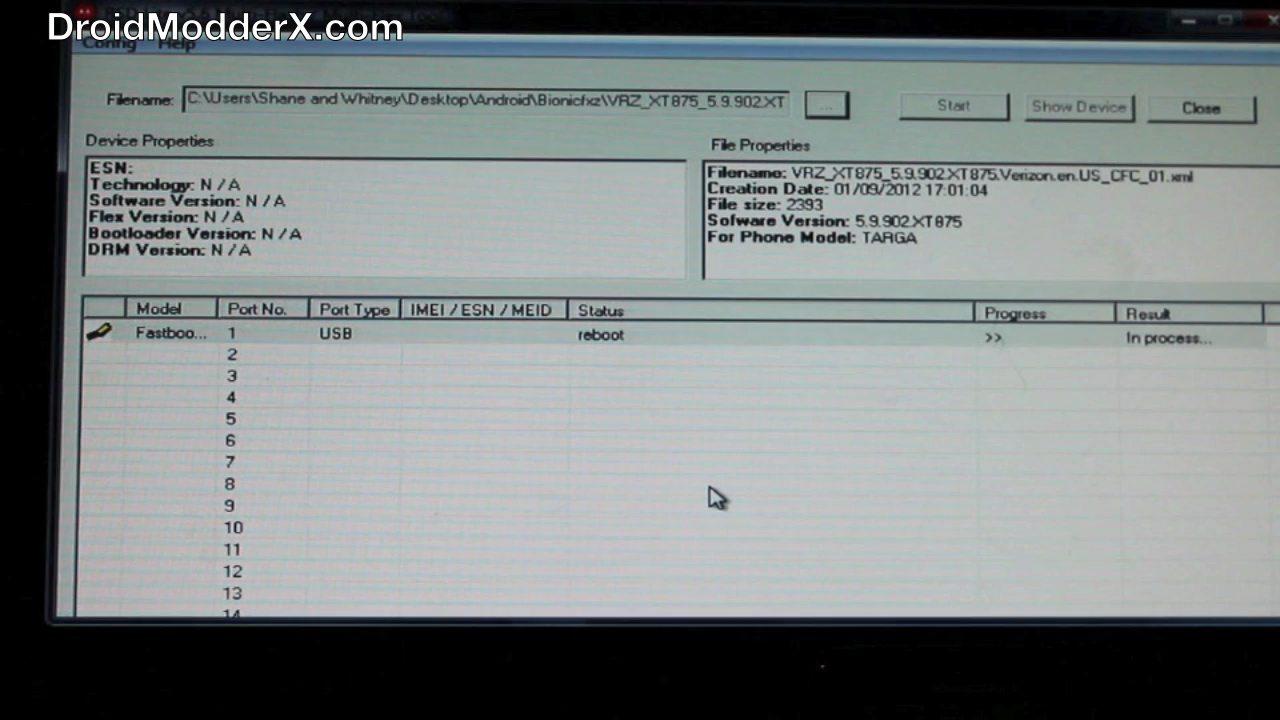 DroidModderX.com
Config Help
Filename: C:\Users\Shane and Whitney\Desktop\Android\Bionicfxz\VRZ_XT875_5.9.902.XT
... Start Show Device Close
Device Properties
ESN:
Technology: N / A
Software Version: N / A
Flex Version: N / A
Bootloader Version: N / A
DRM Version: N / A
File Properties
Filename: VRZ_XT875_5.9.902.XT875.Verizon.en.US_CFC_01.xml
Creation Date: 01/09/2012 17:01:04
File size: 2393
Sofware Version: 5.9.902.XT875
For Phone Model: TARGA
Model Port No. Port Type IMEI / ESN / MEID Status Progress Result
Fastboo... 1 USB reboot >> In process...
2
3
4
5
6
7
8
9
10
11
12
13
14